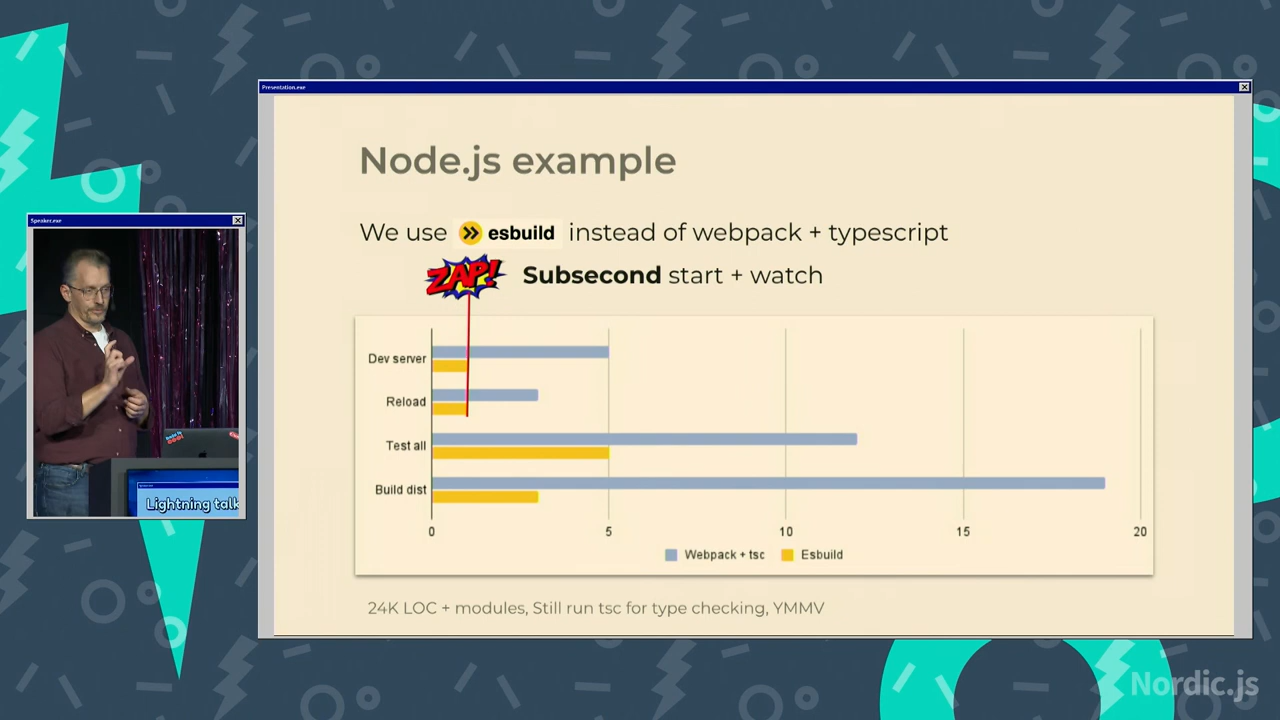 Presentation.exe
Node.js example
We use esbuild instead of webpack + typescript
ZAP! Subsecond start + watch
Dev server
Reload
Test all
Build dist
0 5 10 15 20
Webpack + tsc Esbuild
24K LOC + modules, Still run tsc for type checking, YMMV
Speaker.exe
Lightning talk
Nordic.js